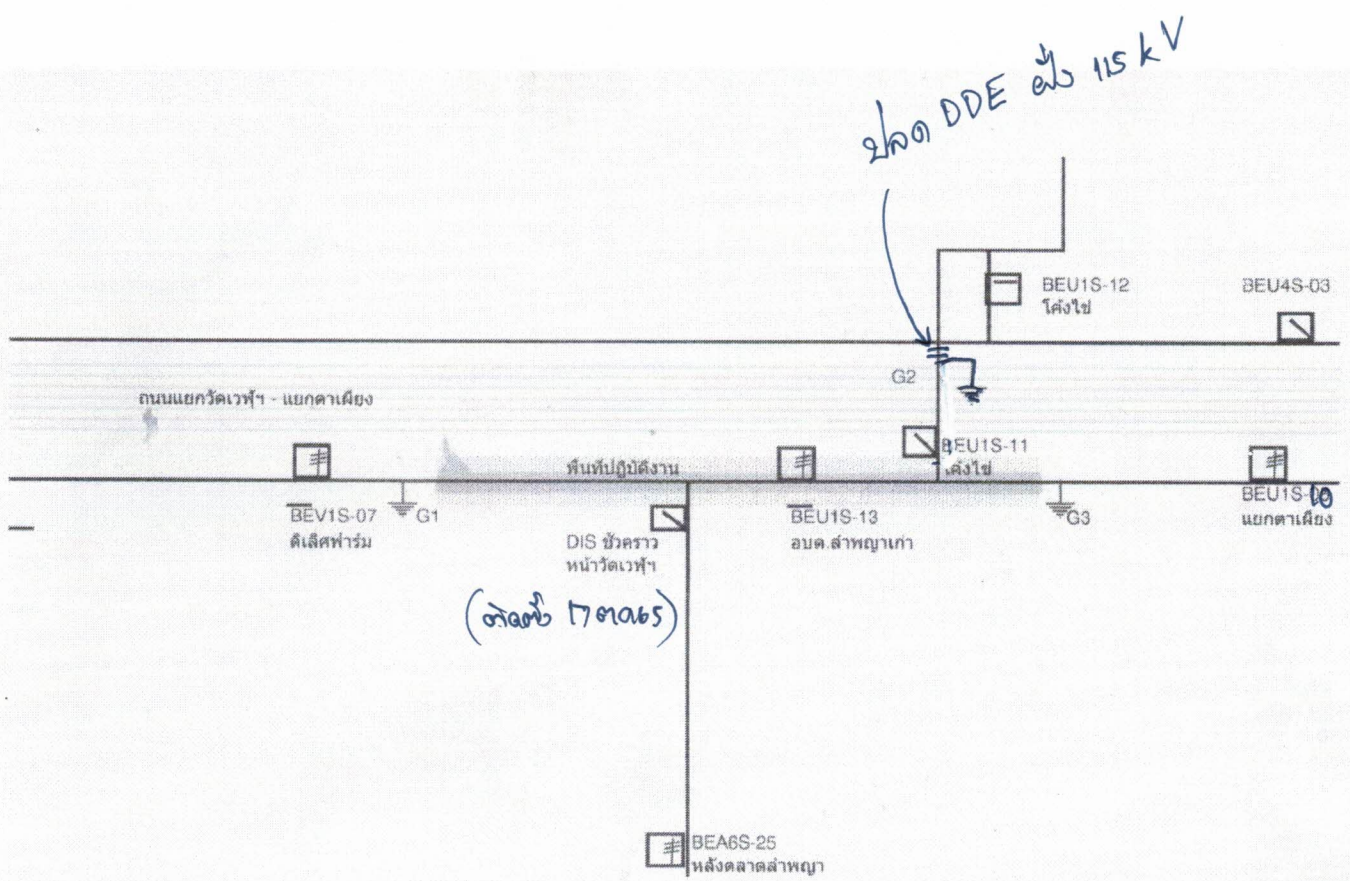 ปลด DDE ฝั่ง 115 kV
BEU1S-12
โค้งไข่
BEU4S-03
G2
ถนนแยกวัดเวฬุฯ - แยกตาเผียง
BEU1S-11
โค้งไข่
พื้นที่ปฏิบัติงาน
BEV1S-07
ดิเลิศฟาร์ม
G1
DIS ชั่วคราว
หน้าวัดเวฬุฯ
BEU1S-13
อบต.ลำพญาเก่า
G3
BEU1S-
แยกตาเผียง
(ติดตั้ง 17 ตค65)
BEA6S-25
หลังตลาดลำพญา